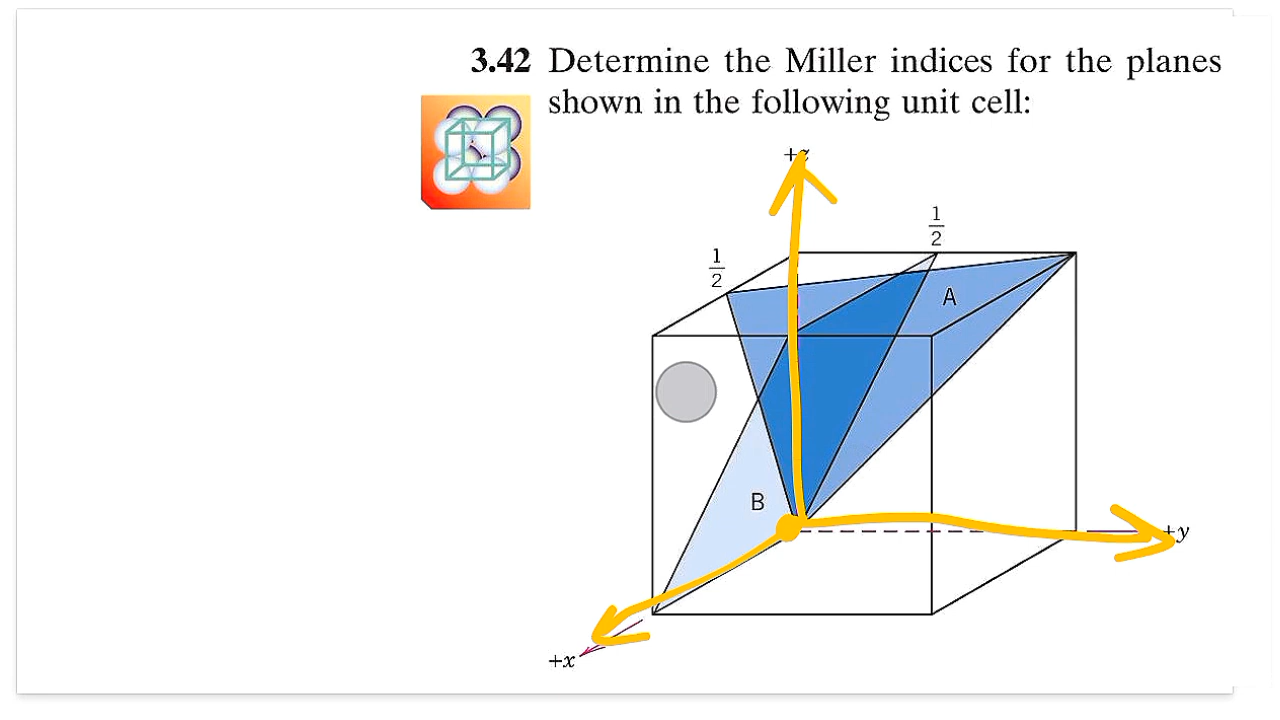 3.42 Determine the Miller indices for the planes
shown in the following unit cell:
+z
1/2
1/2
A
B
+y
+x